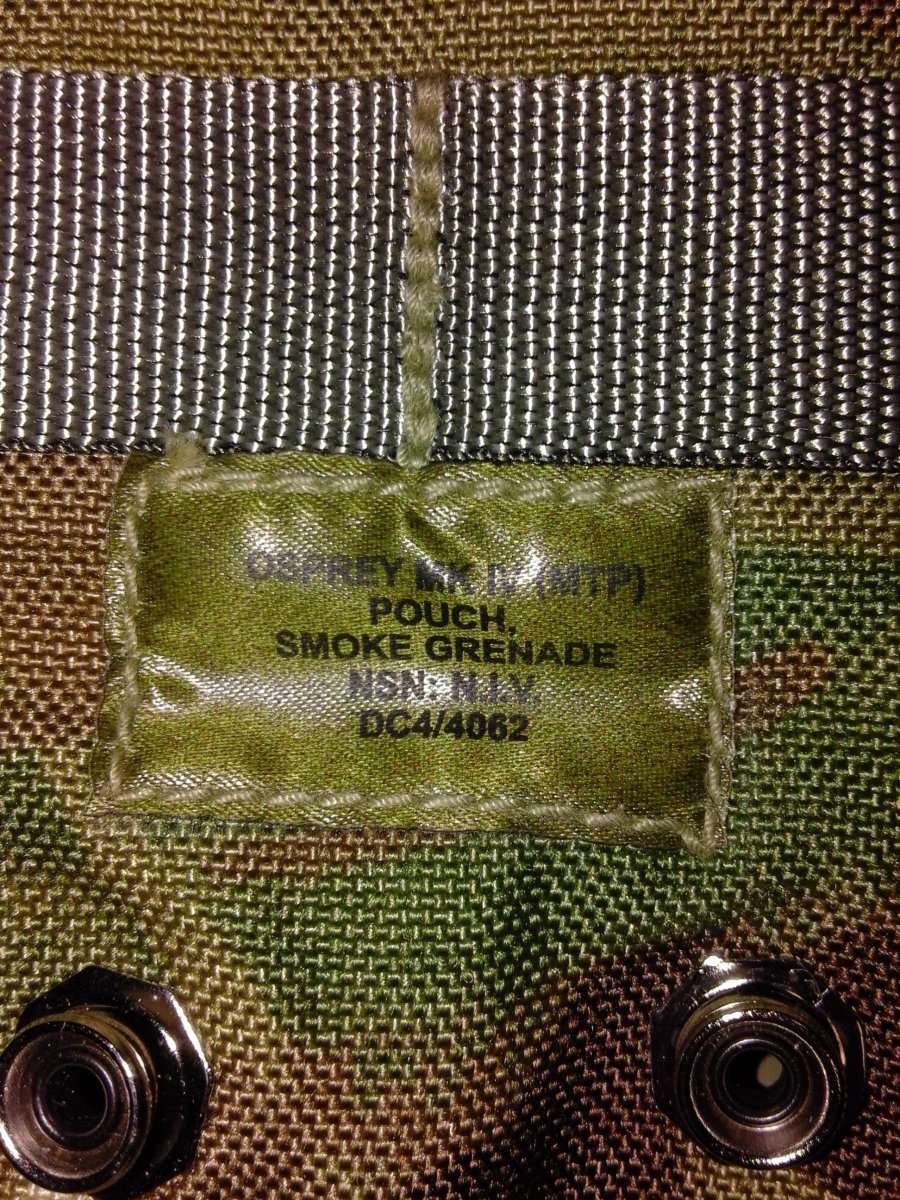 OSPREY MK IV (MTP)
POUCH,
SMOKE GRENADE
NSN: N.I.V.
DC4/4062